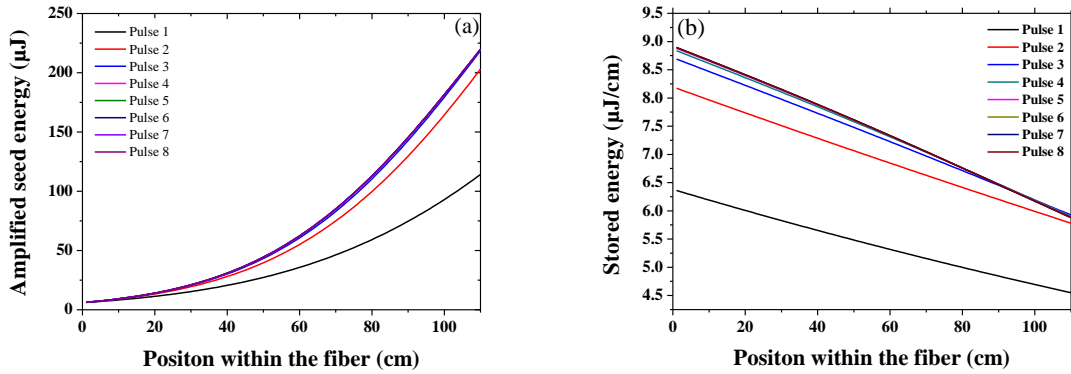 (a)
Amplified seed energy (µJ)
250
200
150
100
50
0
Pulse 1
Pulse 2
Pulse 3
Pulse 4
Pulse 5
Pulse 6
Pulse 7
Pulse 8
0 20 40 60 80 100
Positon within the fiber (cm)
(b)
Stored energy (µJ/cm)
9.5
9.0
8.5
8.0
7.5
7.0
6.5
6.0
5.5
5.0
4.5
Pulse 1
Pulse 2
Pulse 3
Pulse 4
Pulse 5
Pulse 6
Pulse 7
Pulse 8
0 20 40 60 80 100
Positon within the fiber (cm)